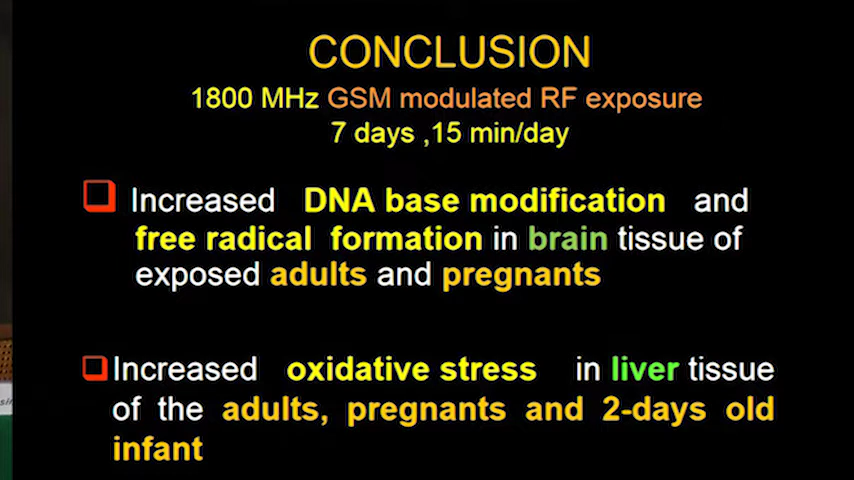 CONCLUSION
1800 MHz GSM modulated RF exposure
7 days ,15 min/day
Increased DNA base modification and
free radical formation in brain tissue of
exposed adults and pregnants
Increased oxidative stress in liver tissue
of the adults, pregnants and 2-days old
infant